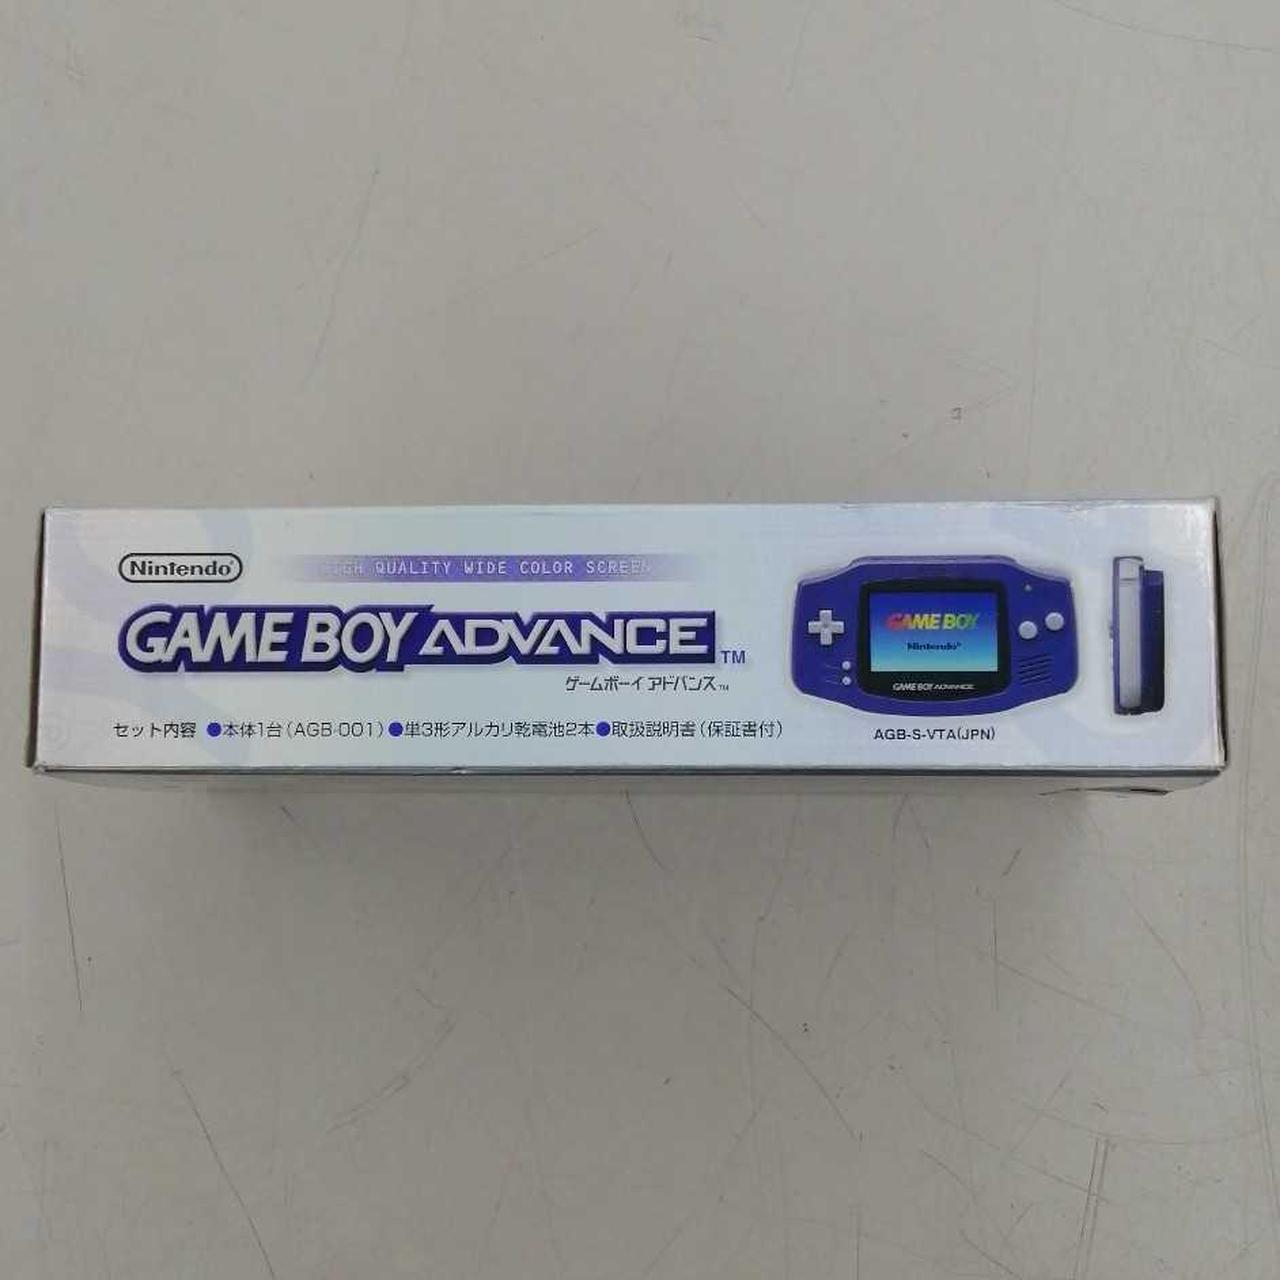 Nintendo®
HIGH QUALITY WIDE COLOR SCREEN
GAME BOY ADVANCE™
ゲームボーイ アドバンス™
セット内容 ●本体1台(AGB-001)●単3形アルカリ乾電池2本●取扱説明書(保証書付)
GAME BOY
Nintendo®
GAME BOY ADVANCE
AGB-S-VTA(JPN)